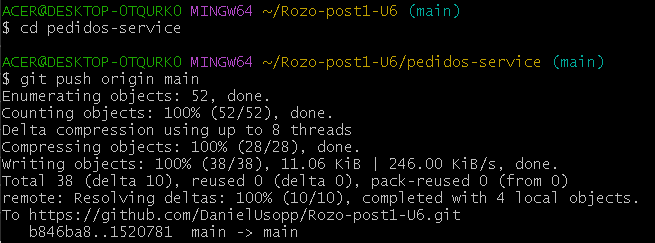 ACER@DESKTOP-OTQURKO MINGW64 ~/Rozo-post1-U6 (main)
$ cd pedidos-service
ACER@DESKTOP-OTQURKO MINGW64 ~/Rozo-post1-U6/pedidos-service (main)
$ git push origin main
Enumerating objects: 52, done.
Counting objects: 100% (52/52), done.
Delta compression using up to 8 threads
Compressing objects: 100% (28/28), done.
Writing objects: 100% (38/38), 11.06 KiB | 246.00 KiB/s, done.
Total 38 (delta 10), reused 0 (delta 0), pack-reused 0 (from 0)
remote: Resolving deltas: 100% (10/10), completed with 4 local objects.
To https://github.com/DanielUsopp/Rozo-post1-U6.git
   b846ba8..1520781  main -> main